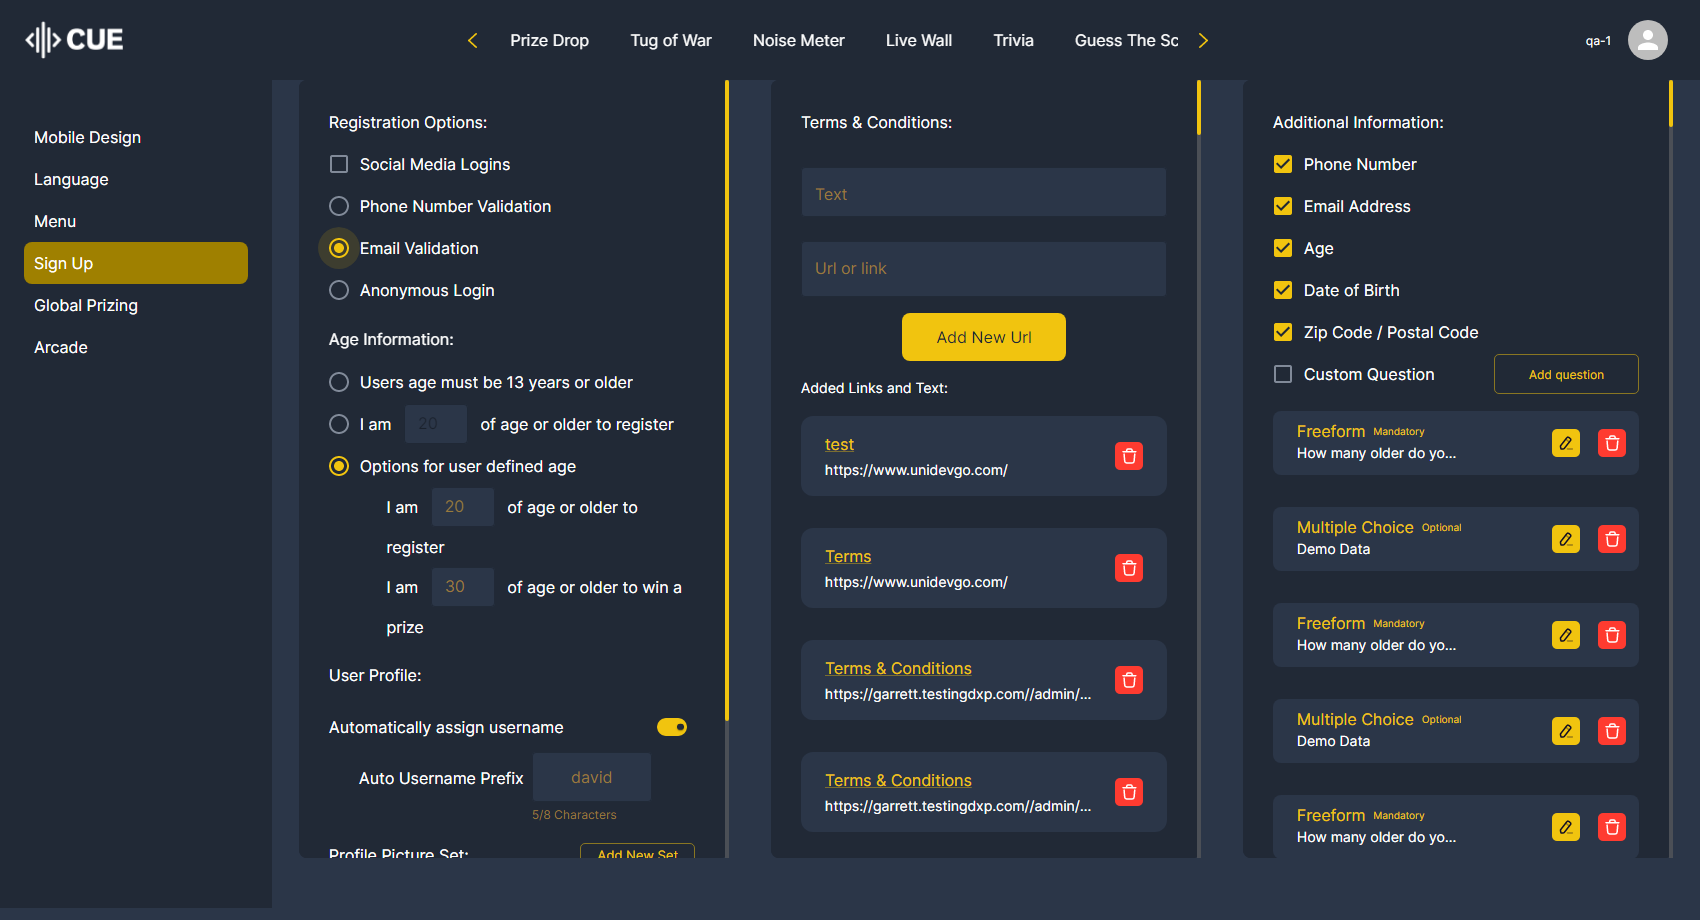 CUE
Prize Drop
Tug of War
Noise Meter
Live Wall
Trivia
Guess The Sc
qa-1
Mobile Design
Language
Menu
Sign Up
Global Prizing
Arcade
Registration Options:
Social Media Logins
Phone Number Validation
Email Validation
Anonymous Login
Age Information:
Users age must be 13 years or older
I am 20 of age or older to register
Options for user defined age
I am 20 of age or older to
register
I am 30 of age or older to win a
prize
User Profile:
Automatically assign username
Auto Username Prefix david
5/8 Characters
Profile Picture Set: Add New Set
Terms & Conditions:
Text
Url or link
Add New Url
Added Links and Text:
test
https://www.unidevgo.com/
Terms
https://www.unidevgo.com/
Terms & Conditions
https://garrett.testingdxp.com//admin/...
Terms & Conditions
https://garrett.testingdxp.com//admin/...
Additional Information:
Phone Number
Email Address
Age
Date of Birth
Zip Code / Postal Code
Custom Question Add question
Freeform Mandatory
How many older do yo...
Multiple Choice Optional
Demo Data
Freeform Mandatory
How many older do yo...
Multiple Choice Optional
Demo Data
Freeform Mandatory
How many older do yo...